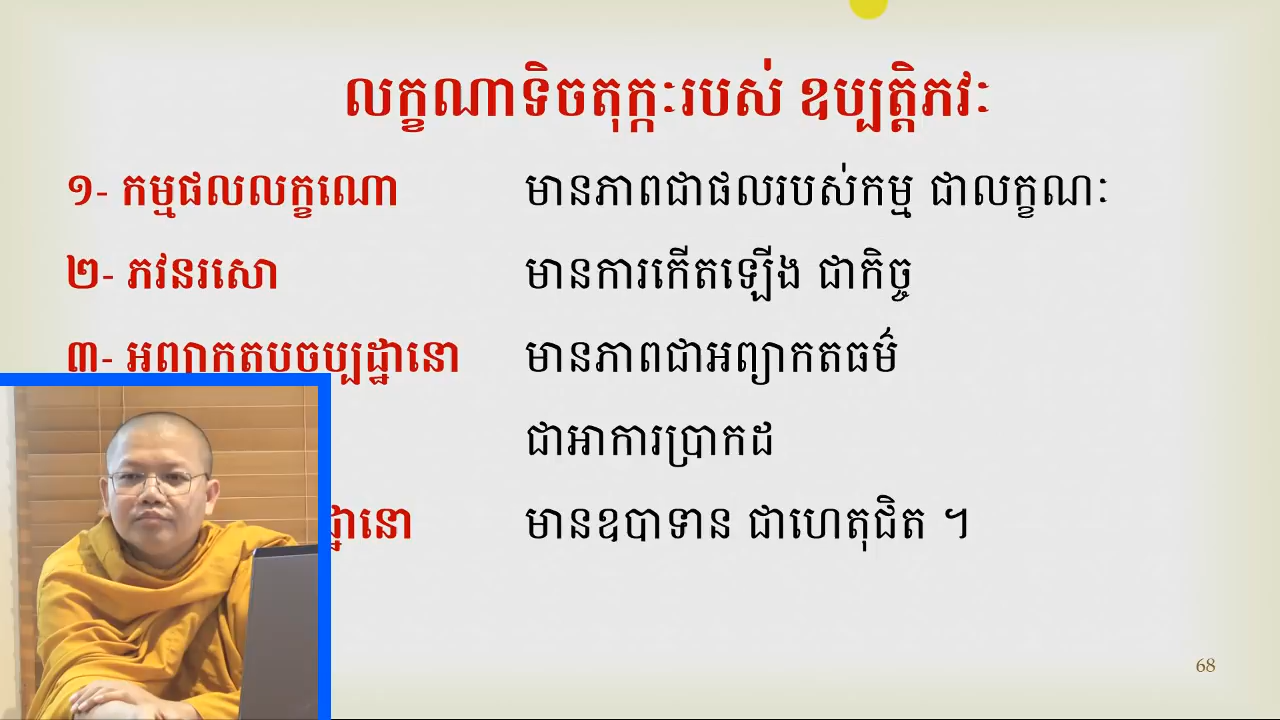 លក្ខណាទិចតុក្កៈរបស់ ឧប្បត្តិភវៈ
១- កម្មផលលក្ខណោ មានភាពជាផលរបស់កម្ម ជាលក្ខណៈ
២- ភវនរសោ មានការកើតឡើង ជាកិច្ច
៣- អព្យាកតបចប្បដ្ឋានោ មានភាពជាអព្យាកតធម៌
ជាអាការប្រាកដ
ដ្ឋានោ មានឧបាទាន ជាហេតុជិត ។
68